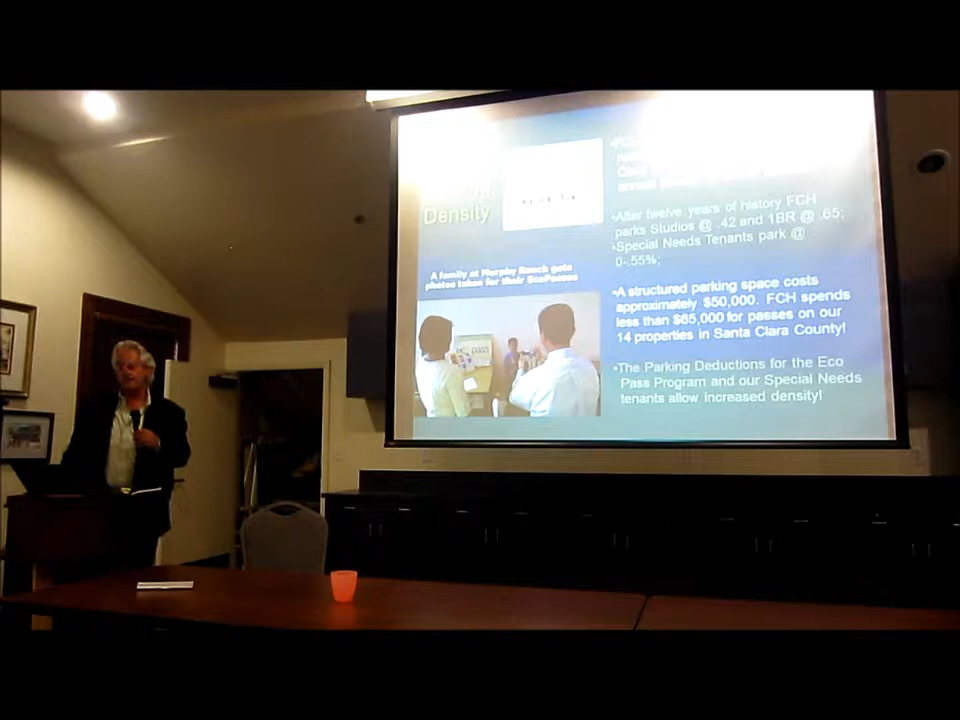 Density
A family at Murphy Ranch gets
photos taken for their EcoPasses
eco pass
•After twelve years of history FCH
parks Studios @ .42 and 1BR @ .65;
•Special Needs Tenants park @
0-.55%;
•A structured parking space costs
approximately $50,000. FCH spends
less than $65,000 for passes on our
14 properties in Santa Clara County!
•The Parking Deductions for the Eco
Pass Program and our Special Needs
tenants allow increased density!